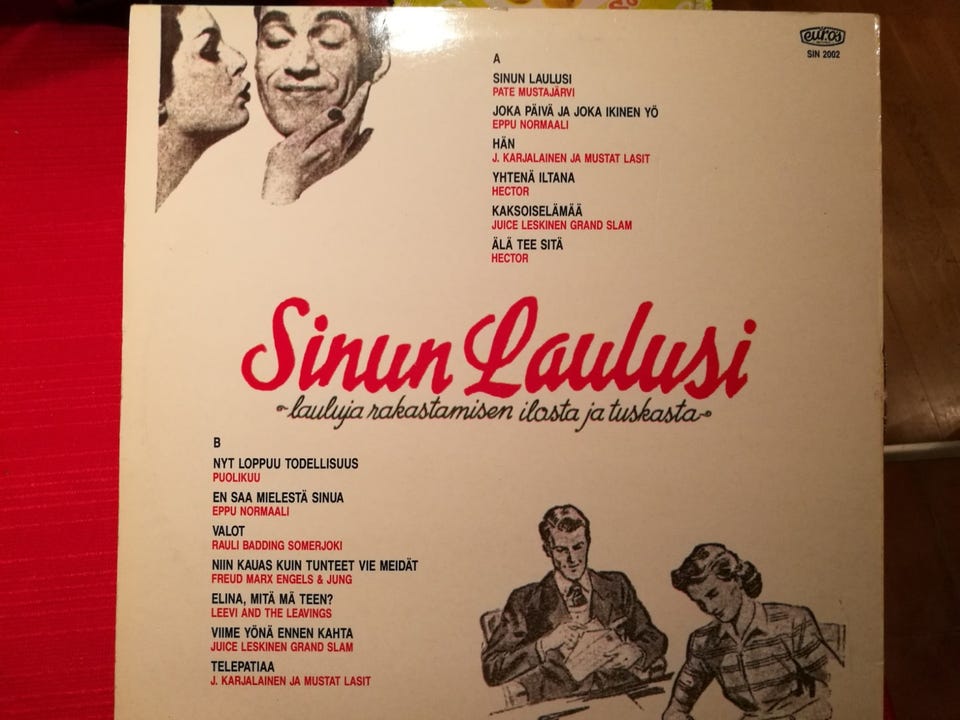 euros
SIN 2002
A
SINUN LAULUSI
PATE MUSTAJÄRVI
JOKA PÄIVÄ JA JOKA IKINEN YÖ
EPPU NORMAALI
HÄN
J. KARJALAINEN JA MUSTAT LASIT
YHTENÄ ILTANA
HECTOR
KAKSOISELÄMÄÄ
JUICE LESKINEN GRAND SLAM
ÄLÄ TEE SITÄ
HECTOR
Sinun Laulusi
~lauluja rakastamisen ilosta ja tuskasta~
B
NYT LOPPUU TODELLISUUS
PUOLIKUU
EN SAA MIELESTÄ SINUA
EPPU NORMAALI
VALOT
RAULI BADDING SOMERJOKI
NIIN KAUAS KUIN TUNTEET VIE MEIDÄT
FREUD MARX ENGELS & JUNG
ELINA, MITÄ MÄ TEEN?
LEEVI AND THE LEAVINGS
VIIME YÖNÄ ENNEN KAHTA
JUICE LESKINEN GRAND SLAM
TELEPATIAA
J. KARJALAINEN JA MUSTAT LASIT